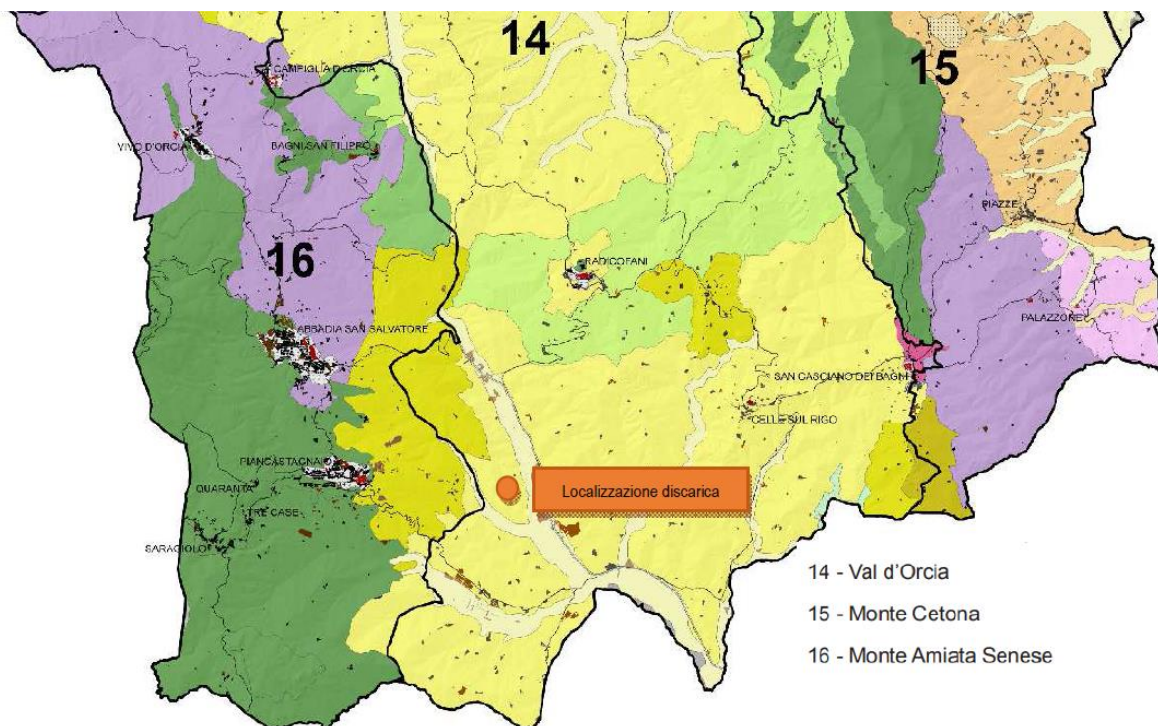 14
15
CAMPIGLIA D'ORCIA
VIVO D'ORCIA
BAGNI SAN FILIPPO
PIAZZE
16
RADICOFANI
PALAZZONE
ABBADIA SAN SALVATORE
SAN CASCIANO DEI BAGNI
CELLE SUL RIGO
PIANCASTAGNAIO
QUARANTA
Localizzazione discarica
TRE CASE
SARAGIOLO
14 - Val d'Orcia
15 - Monte Cetona
16 - Monte Amiata Senese